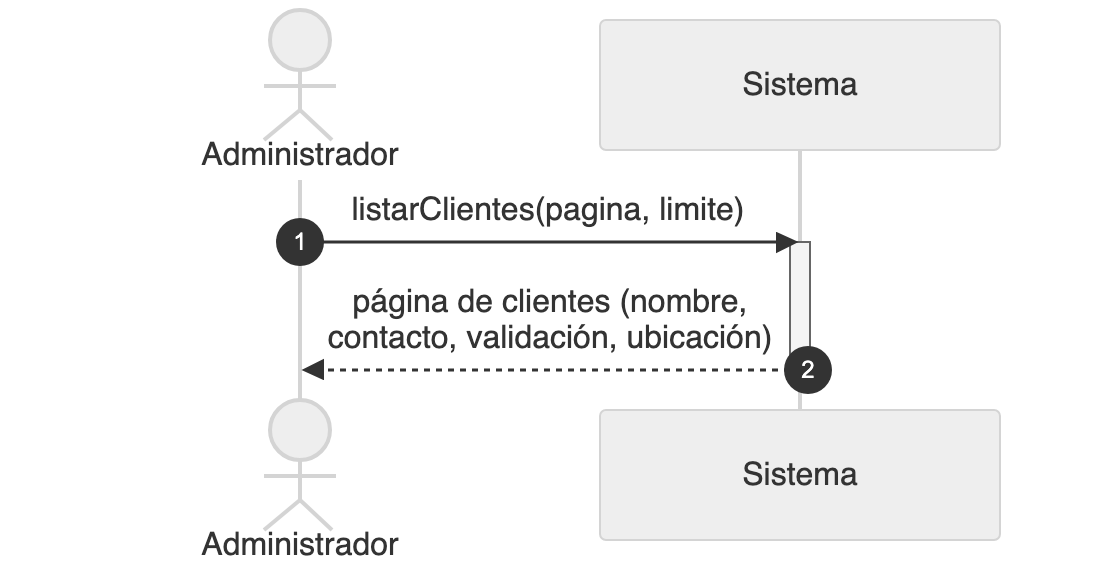 Administrador
Sistema
listarClientes(pagina, limite)
1
página de clientes (nombre,
contacto, validación, ubicación)
2
Administrador
Sistema